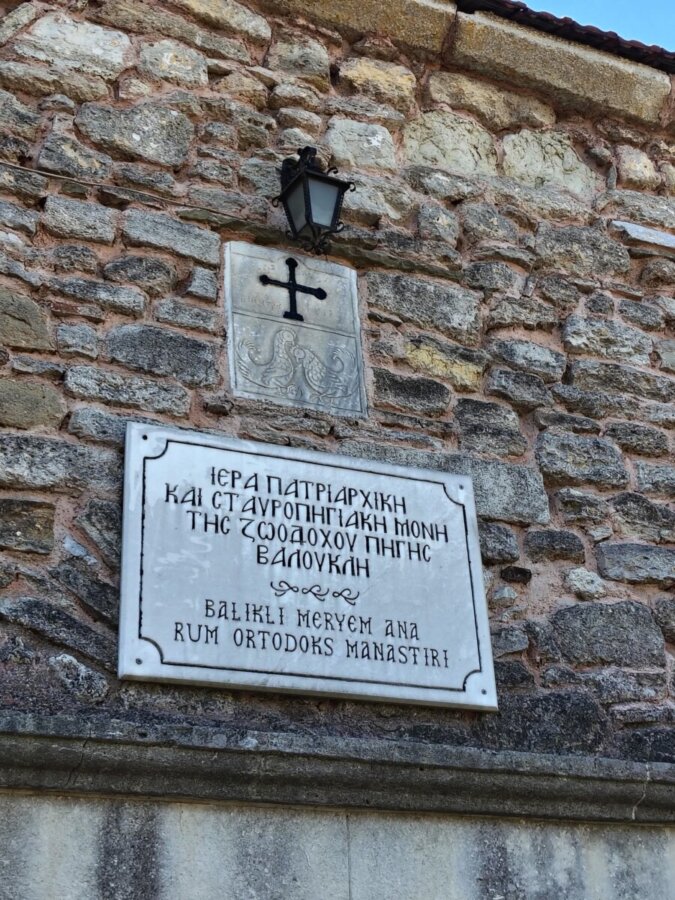 ΙΕΡΑ ΠΑΤΡΙΑΡΧΙΚΗ
ΚΑΙ ΣΤΑΥΡΟΠΗΓΙΑΚΗ ΜΟΝΗ
ΤΗΣ ΖΩΟΔΟΧΟΥ ΠΗΓΗΣ
ΒΑΛΟΥΚΛΗ
BALIKLI MERYEM ANA
RUM ORTODOKS MANASTIRI